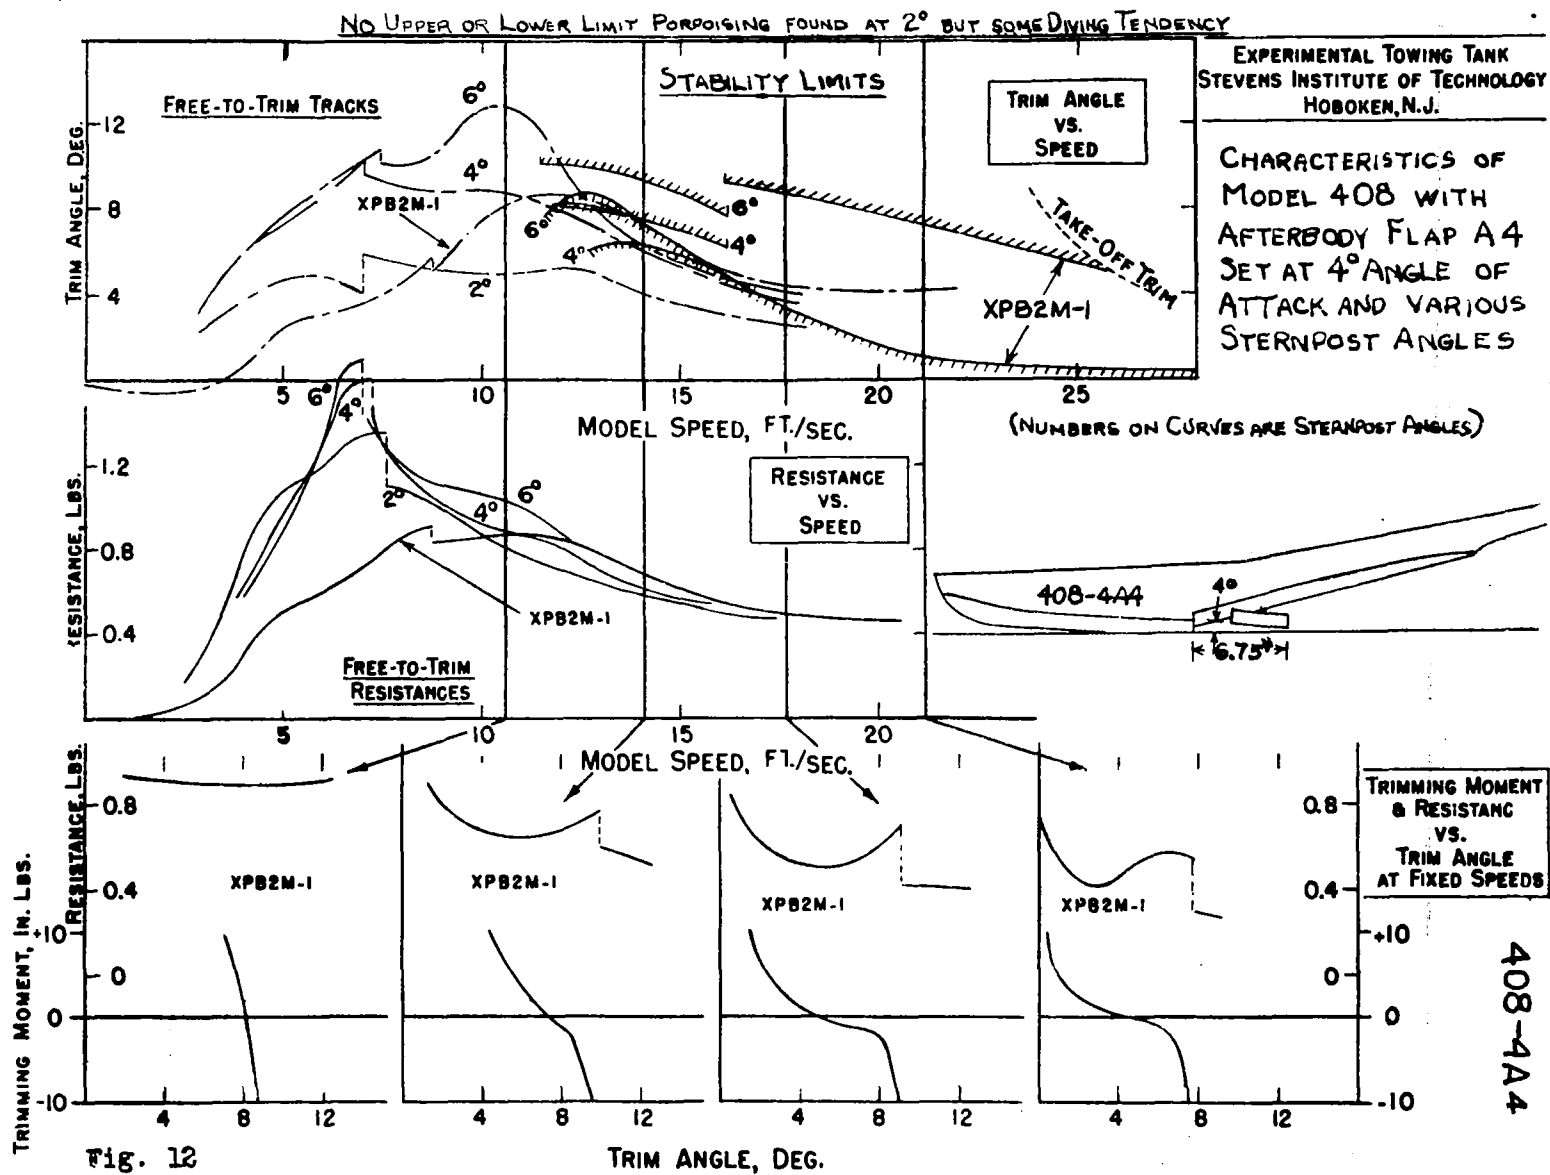 NO UPPER OR LOWER LIMIT PORPOISING FOUND AT 2° BUT SOME DIVING TENDENCY
EXPERIMENTAL TOWING TANK
STEVENS INSTITUTE OF TECHNOLOGY
HOBOKEN, N.J.
CHARACTERISTICS OF
MODEL 408 WITH
AFTERBODY FLAP A4
SET AT 4° ANGLE OF
ATTACK AND VARIOUS
STERNPOST ANGLES
(NUMBERS ON CURVES ARE STERNPOST ANGLES)
FREE-TO-TRIM TRACKS
STABILITY LIMITS
TRIM ANGLE
VS.
SPEED
TRIM ANGLE, DEG.
12
8
4
6°
4°
XPB2M-1
2°
6°
4°
6°
4°
TAKE-OFF TRIM
XPB2M-1
5
10
15
20
25
MODEL SPEED, FT./SEC.
RESISTANCE
VS.
SPEED
RESISTANCE, LBS.
1.2
0.8
0.4
6°
4°
2°
4°
6°
XPB2M-1
FREE-TO-TRIM
RESISTANCES
5
10
15
20
MODEL SPEED, FT./SEC.
408-4A4
4°
6.75"
TRIMMING MOMENT
& RESISTANC
VS.
TRIM ANGLE
AT FIXED SPEEDS
RESISTANCE, LBS.
0.8
0.4
0
TRIMMING MOMENT, IN. LBS.
+10
0
-10
XPB2M-1
XPB2M-1
XPB2M-1
XPB2M-1
0.8
0.4
0
+10
0
-10
4 8 12
4 8 12
4 8 12
4 8 12
TRIM ANGLE, DEG.
Fig. 12
408-4A4